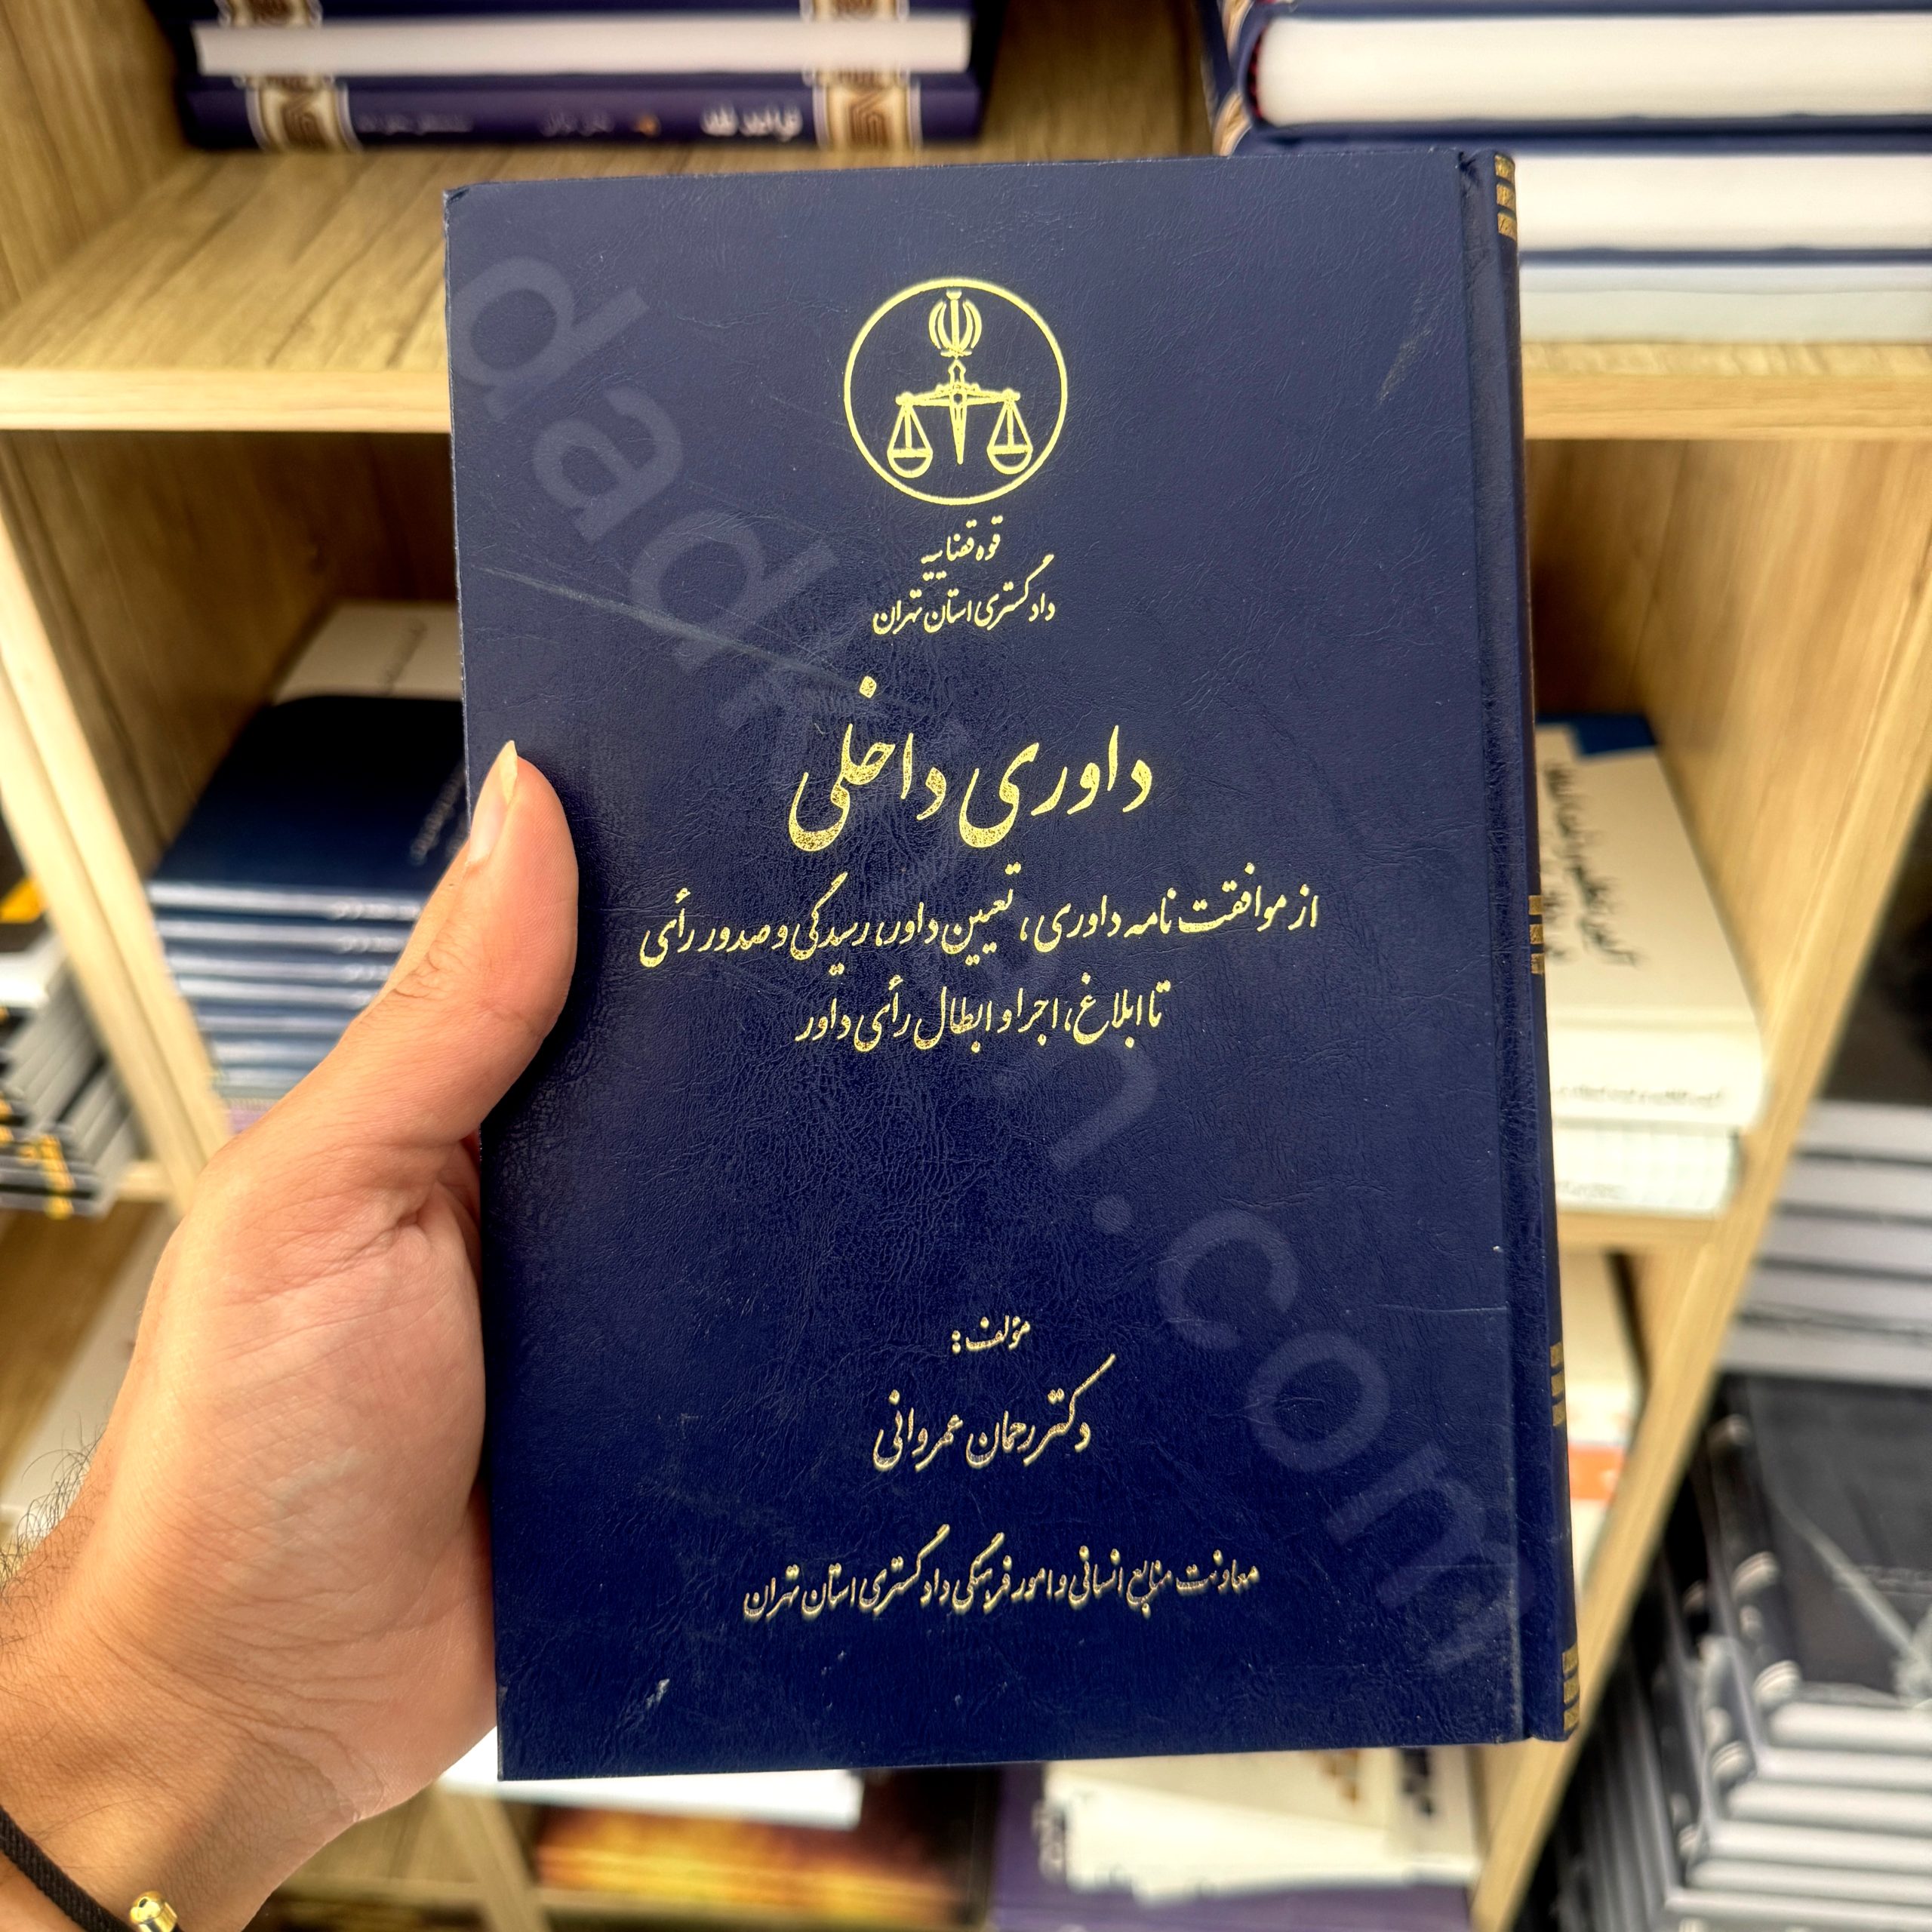 قوه قضاییه
دادگستری استان تهران
داوری داخلی
از موافقت نامه داوری، تعیین داور، رسیدگی و صدور رأی
تا ابلاغ، اجرا و ابطال رأی داور
مؤلف:
دکتر رحمان عمروانی
معاونت منابع انسانی و امور فرهنگی دادگستری استان تهران